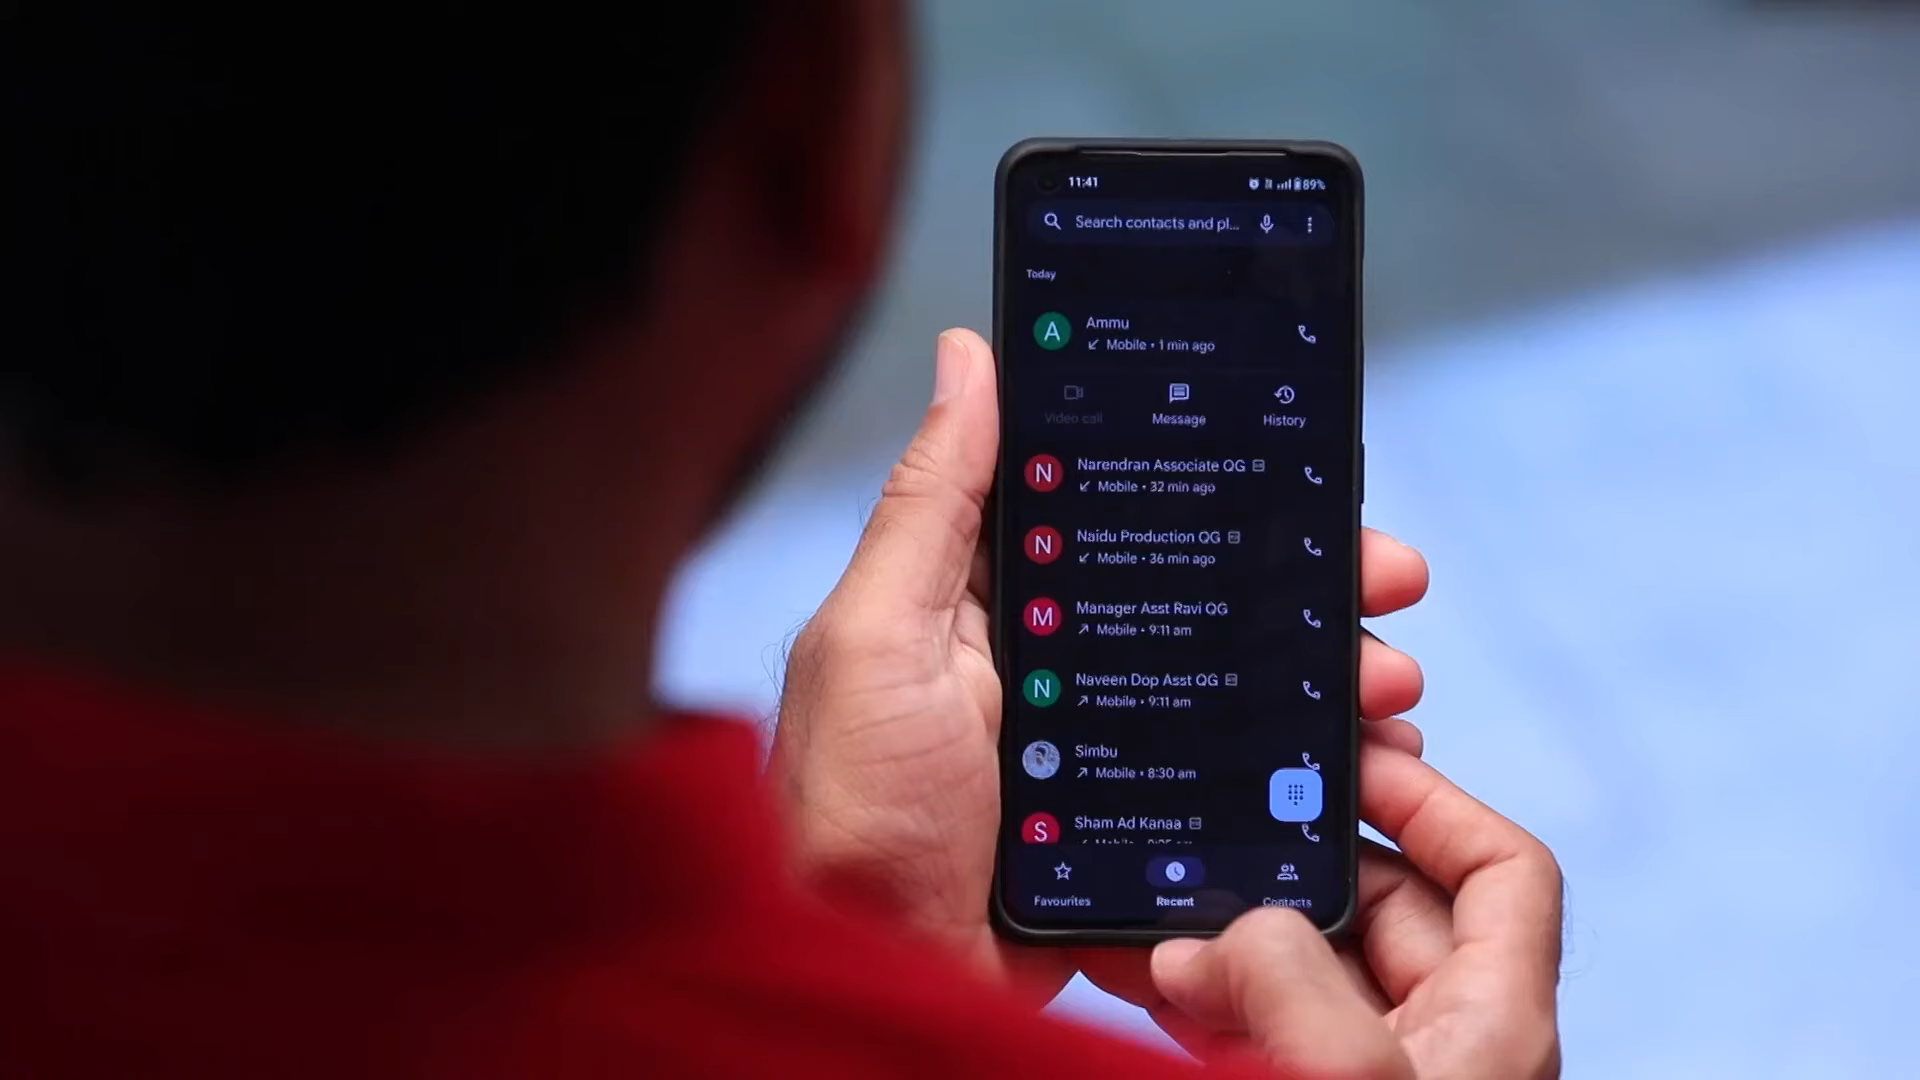 11:41
89%
Search contacts and pl...
Today
A
Ammu
Mobile • 1 min ago
Video call
Message
History
N
Narendran Associate QG
Mobile • 32 min ago
N
Naidu Production QG
Mobile • 36 min ago
M
Manager Asst Ravi QG
Mobile • 9:11 am
N
Naveen Dop Asst QG
Mobile • 9:11 am
Simbu
Mobile • 8:30 am
S
Sham Ad Kanaa
Favourites
Recent
Contacts